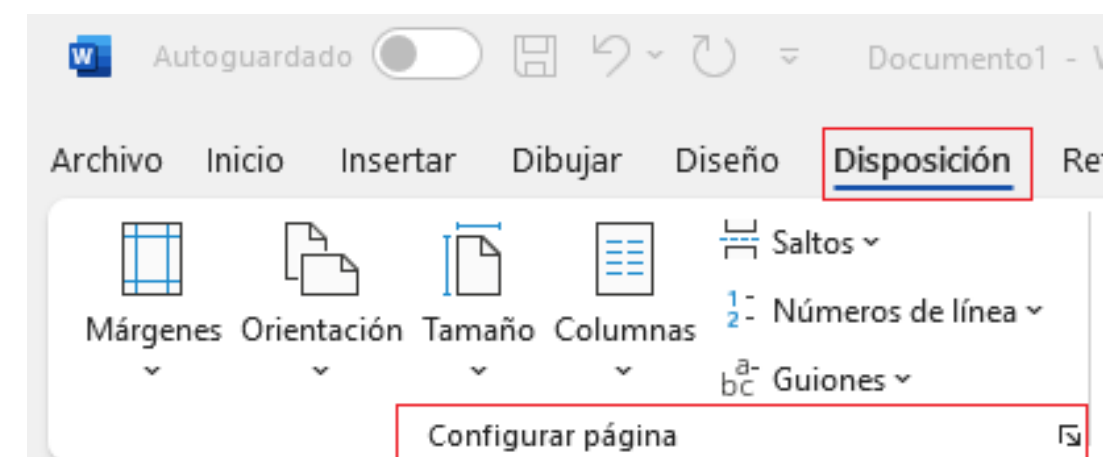 Autoguardado Documento1 -
Archivo Inicio Insertar Dibujar Diseño Disposición
Saltos
Números de línea
Márgenes Orientación Tamaño Columnas
Guiones
Configurar página